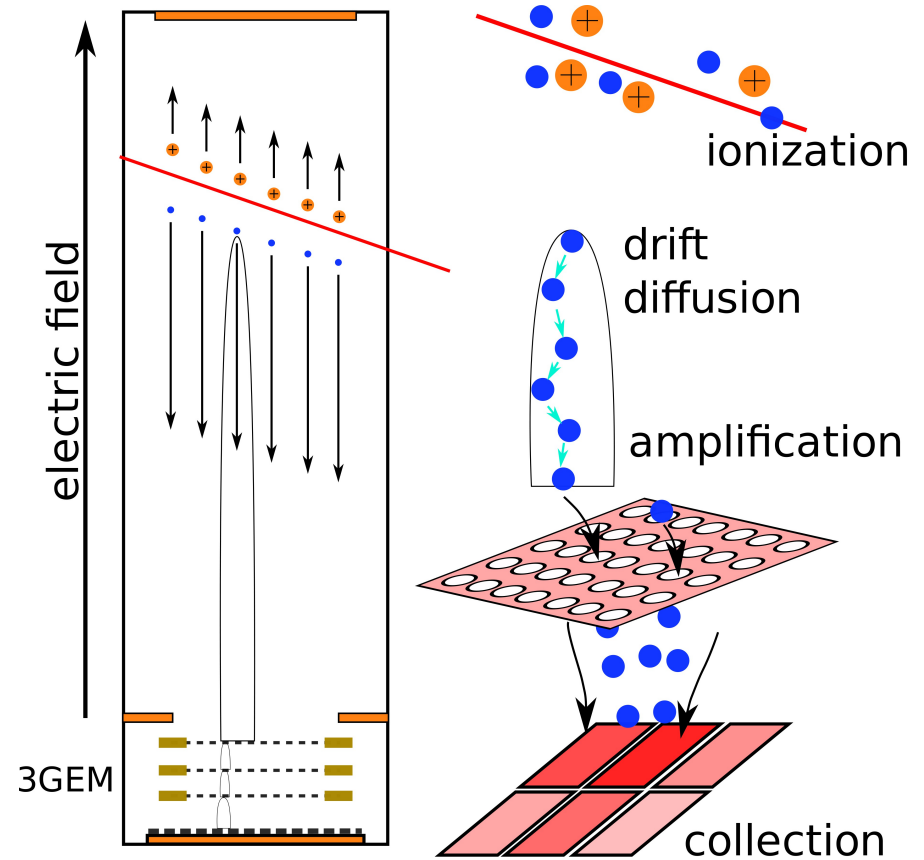 electric field
3GEM
ionization
drift
diffusion
amplification
collection